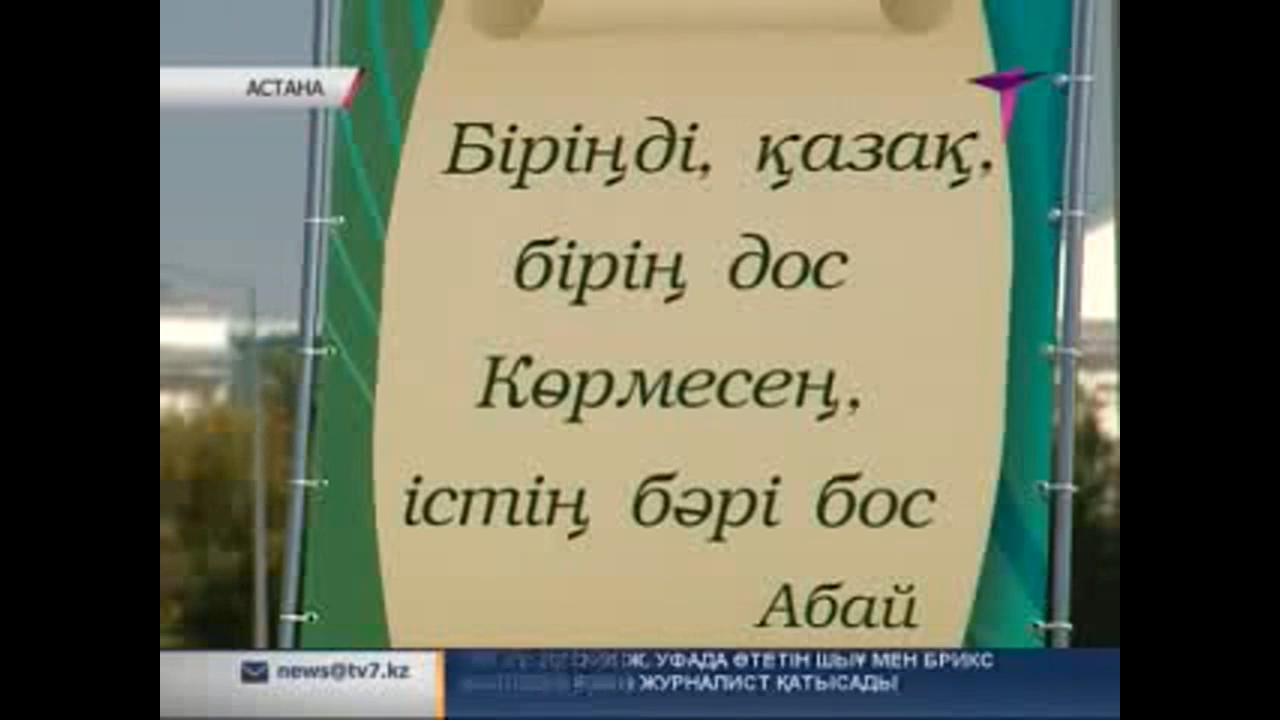 АСТАНА
Біріңді, қазақ,
бірің дос
Көрмесең,
істің бәрі бос
Абай
news@tv7.kz
УФАДА ӨТЕТІН ШЫҰ МЕН БРИКС
ЖУРНАЛИСТ ҚАТЫСАДЫ